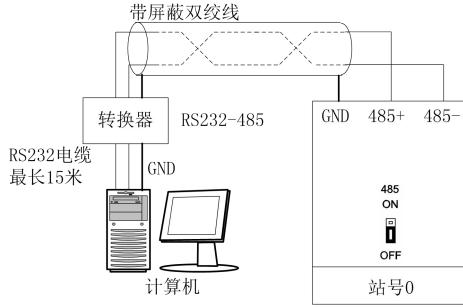 带屏蔽双绞线
转换器
RS232-485
GND
485+
485-
RS232电缆
最长15米
GND
485
ON
OFF
计算机
站号0